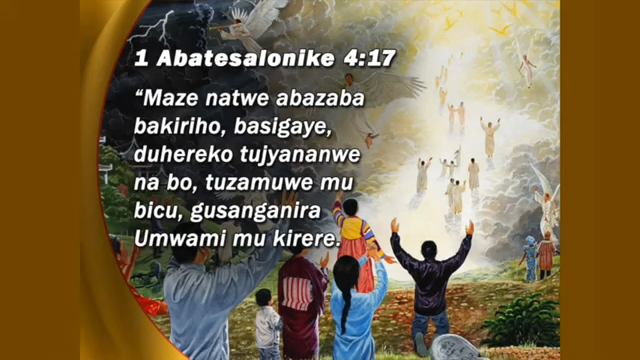 1 Abatesalonike 4:17
“Maze natwe abazaba
bakiriho, basigaye,
duhereko tujyananwe
na bo, tuzamuwe mu
bicu, gusanganira
Umwami mu kirere.